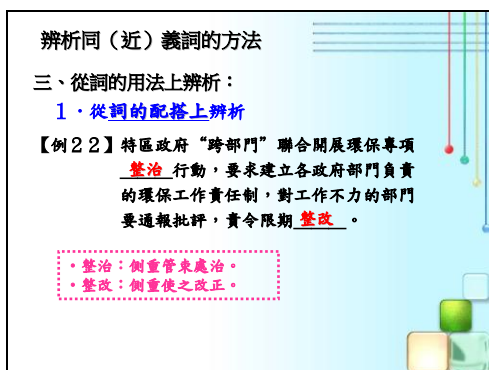 辨析同（近）義詞的方法
三、從詞的用法上辨析：
１．從詞的配搭上辨析
【例２２】特區政府“跨部門”聯合開展環保專項
整治 行動，要求建立各政府部門負責
的環保工作責任制，對工作不力的部門
要通報批評，責令限期 整改 。
・整治：側重管束處治。
・整改：側重使之改正。